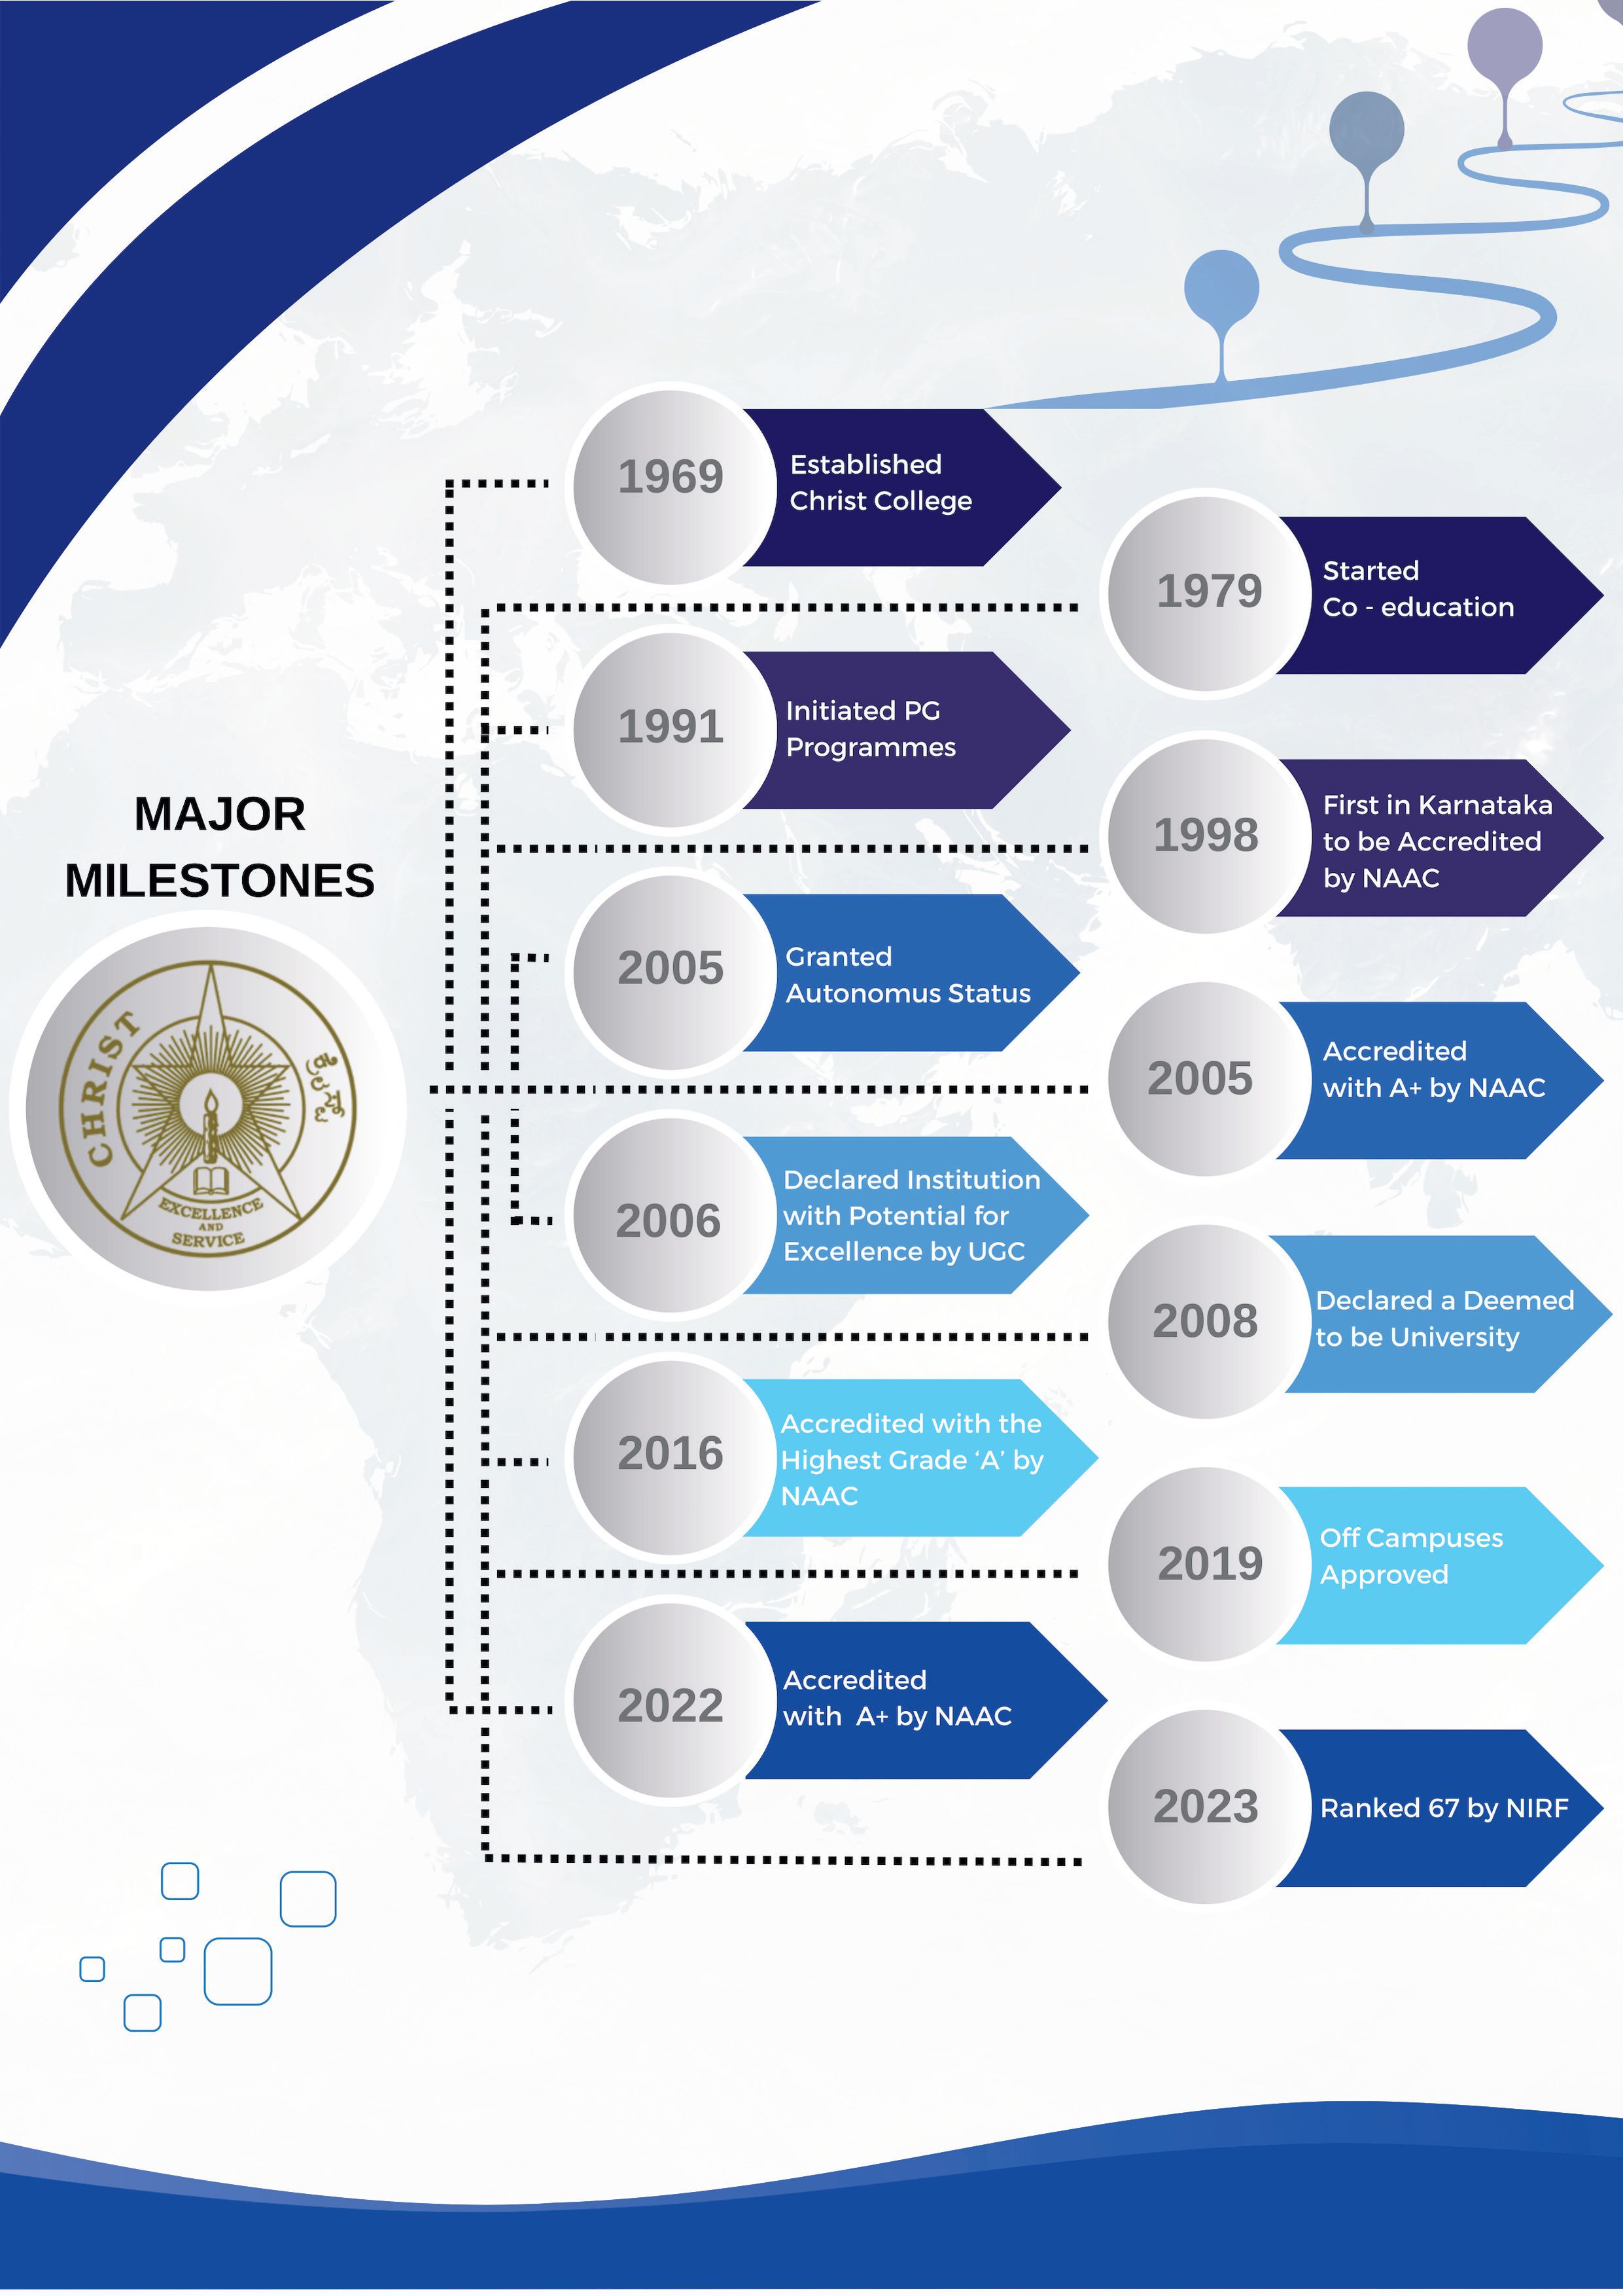 1969
Established
Christ College
1979
Started
Co - education
1991
Initiated PG
Programmes
1998
First in Karnataka
to be Accredited
by NAAC
MAJOR
MILESTONES
CHRIST
ಕ್ರೈಸ್ಟ್
EXCELLENCE
AND
SERVICE
2005
Granted
Autonomus Status
2005
Accredited
with A+ by NAAC
2006
Declared Institution
with Potential for
Excellence by UGC
2008
Declared a Deemed
to be University
2016
Accredited with the
Highest Grade ‘A’ by
NAAC
2019
Off Campuses
Approved
2022
Accredited
with  A+ by NAAC
2023
Ranked 67 by NIRF